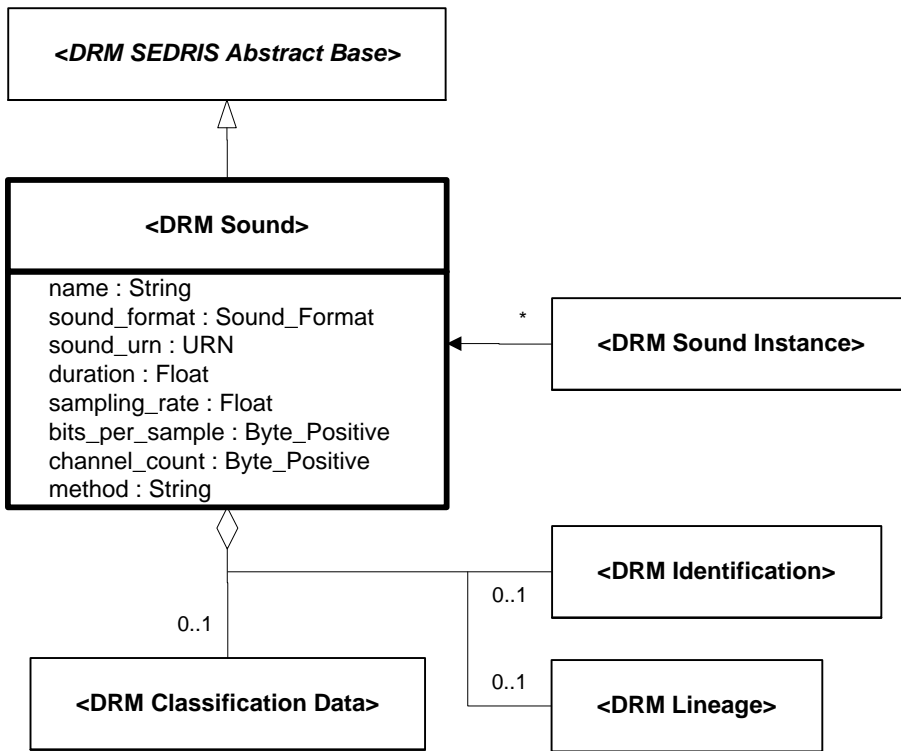 <DRM SEDRIS Abstract Base>
<DRM Sound>
name : String
sound_format : Sound_Format
sound_urn : URN
duration : Float
sampling_rate : Float
bits_per_sample : Byte_Positive
channel_count : Byte_Positive
method : String
*
<DRM Sound Instance>
<DRM Identification>
0..1
0..1
<DRM Classification Data>
0..1
<DRM Lineage>